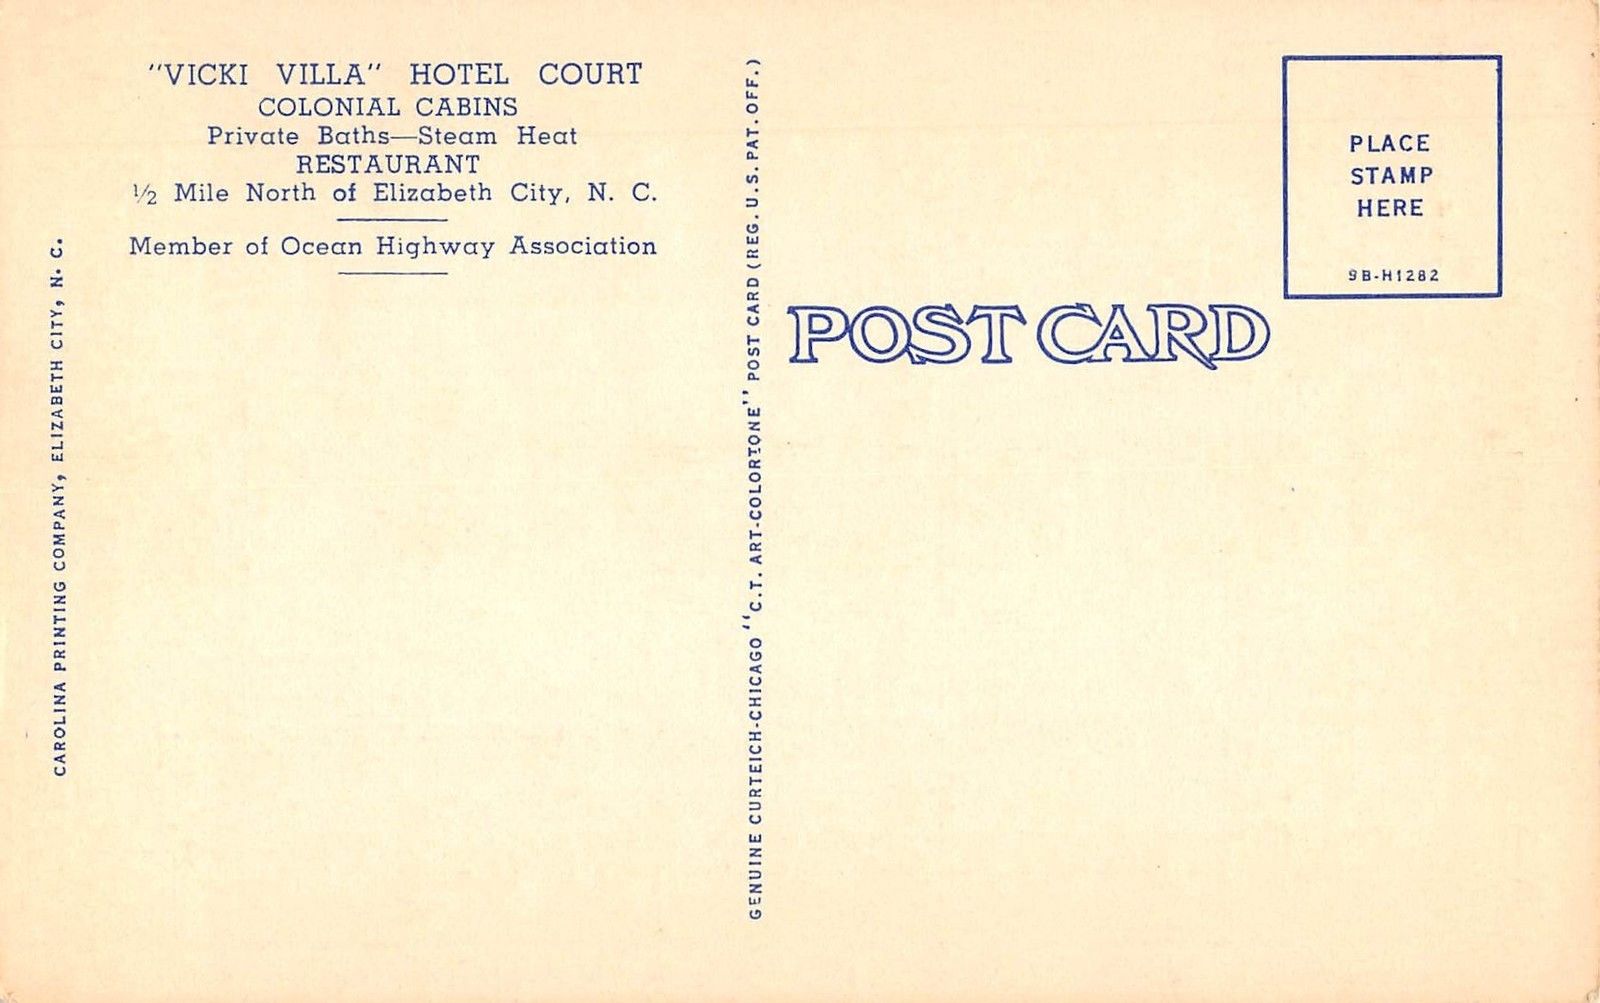 "VICKI VILLA" HOTEL COURT
COLONIAL CABINS
Private Baths—Steam Heat
RESTAURANT
½ Mile North of Elizabeth City, N. C.
Member of Ocean Highway Association
CAROLINA PRINTING COMPANY, ELIZABETH CITY, N. C.
GENUINE CURTEICH-CHICAGO "C.T. ART-COLORTONE" POST CARD (REG. U.S. PAT. OFF.)
POST CARD
PLACE
STAMP
HERE
9B-H1282